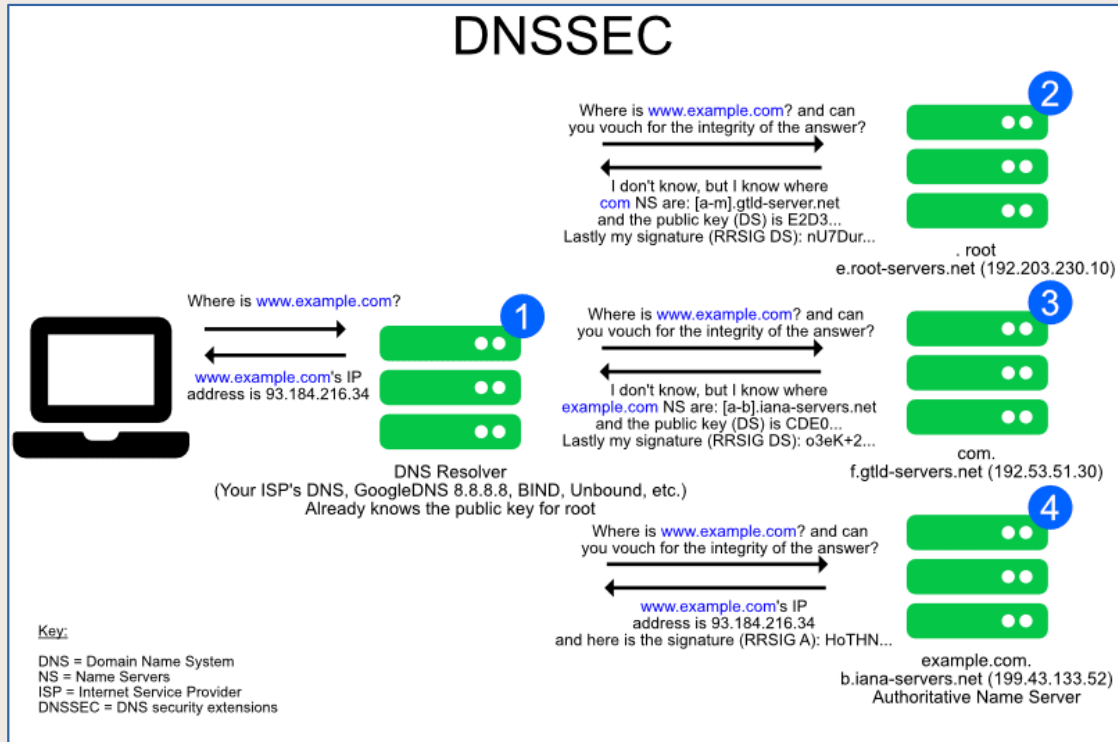 DNSSEC
Where is www.example.com?
1
www.example.com's IP
address is 93.184.216.34
DNS Resolver
(Your ISP's DNS, GoogleDNS 8.8.8.8, BIND, Unbound, etc.)
Already knows the public key for root
Where is www.example.com? and can
you vouch for the integrity of the answer?
2
I don't know, but I know where
com NS are: [a-m].gtld-server.net
and the public key (DS) is E2D3...
Lastly my signature (RRSIG DS): nU7Dur...
. root
e.root-servers.net (192.203.230.10)
Where is www.example.com? and can
you vouch for the integrity of the answer?
3
I don't know, but I know where
example.com NS are: [a-b].iana-servers.net
and the public key (DS) is CDE0...
Lastly my signature (RRSIG DS): o3eK+2...
com.
f.gtld-servers.net (192.53.51.30)
Where is www.example.com? and can
you vouch for the integrity of the answer?
4
www.example.com's IP
address is 93.184.216.34
and here is the signature (RRSIG A): HoTHN...
example.com.
b.iana-servers.net (199.43.133.52)
Authoritative Name Server
Key:
DNS = Domain Name System
NS = Name Servers
ISP = Internet Service Provider
DNSSEC = DNS security extensions